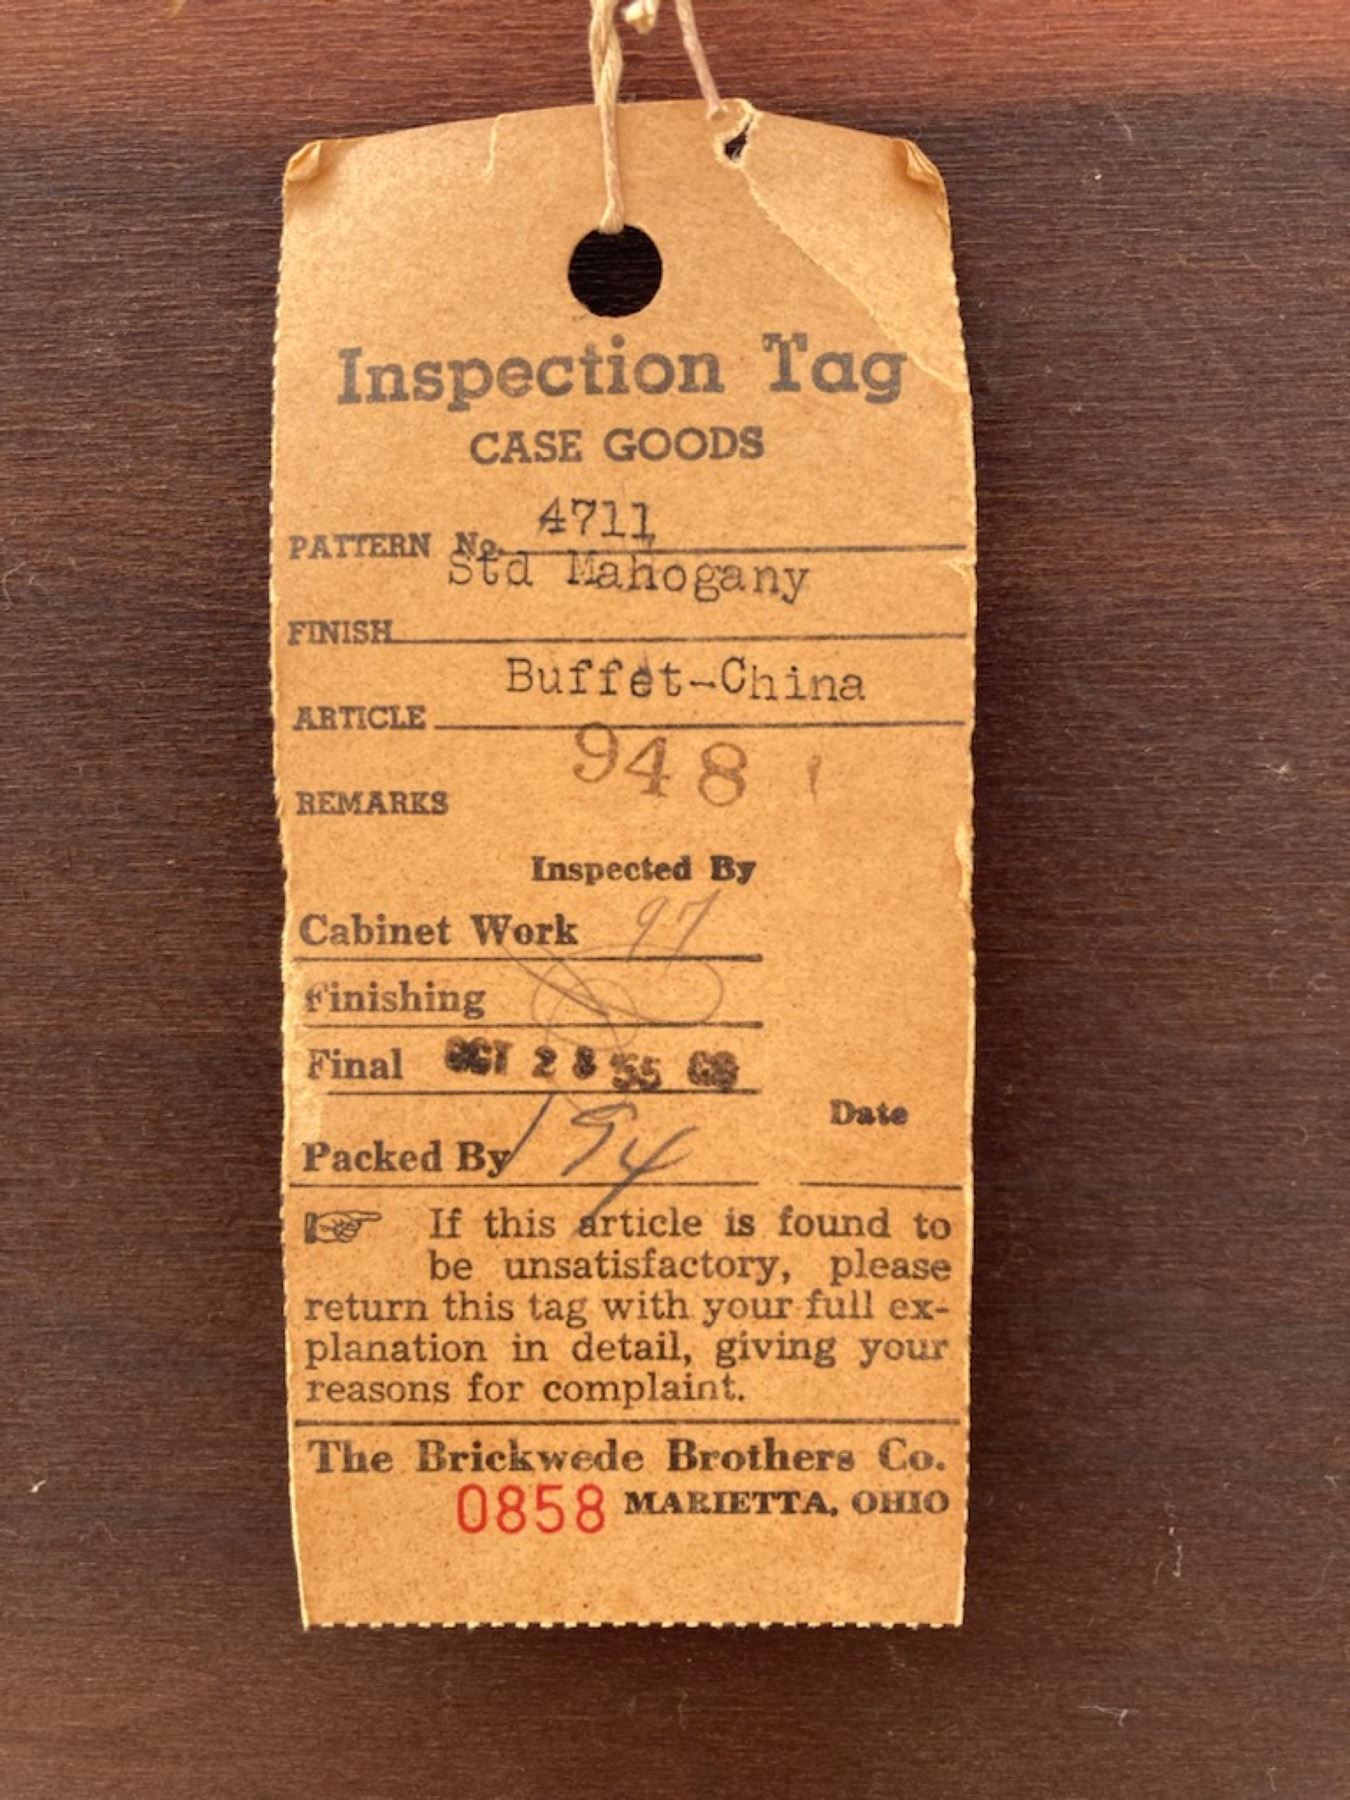 Inspection Tag
CASE GOODS
4711
PATTERN No.
Std Mahogany
FINISH
Buffet-China
ARTICLE
948
REMARKS
Inspected By
Cabinet Work 97
Finishing
Final OCT 28 '55
Date
Packed By 194
If this article is found to
be unsatisfactory, please
return this tag with your full ex-
planation in detail, giving your
reasons for complaint.
The Brickwede Brothers Co.
0858 MARIETTA, OHIO